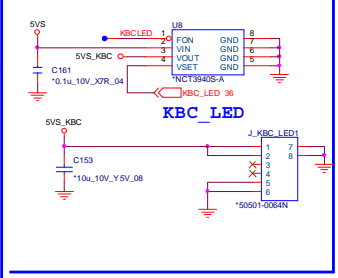 5VS
U8
KBCLED 1 FON GND 8
2 VIN GND 7
5VS_KBC 3 VOUT GND 6
4 VSET GND 5
C161
*0.1u_10V_X7R_04
*NCT3940S-A
KBC_LED 36
KBC_LED
5VS_KBC
J_KBC_LED1
1 7
2 8
3
4
5
6
C153
*10u_10V_Y5V_08
*50501-0064N